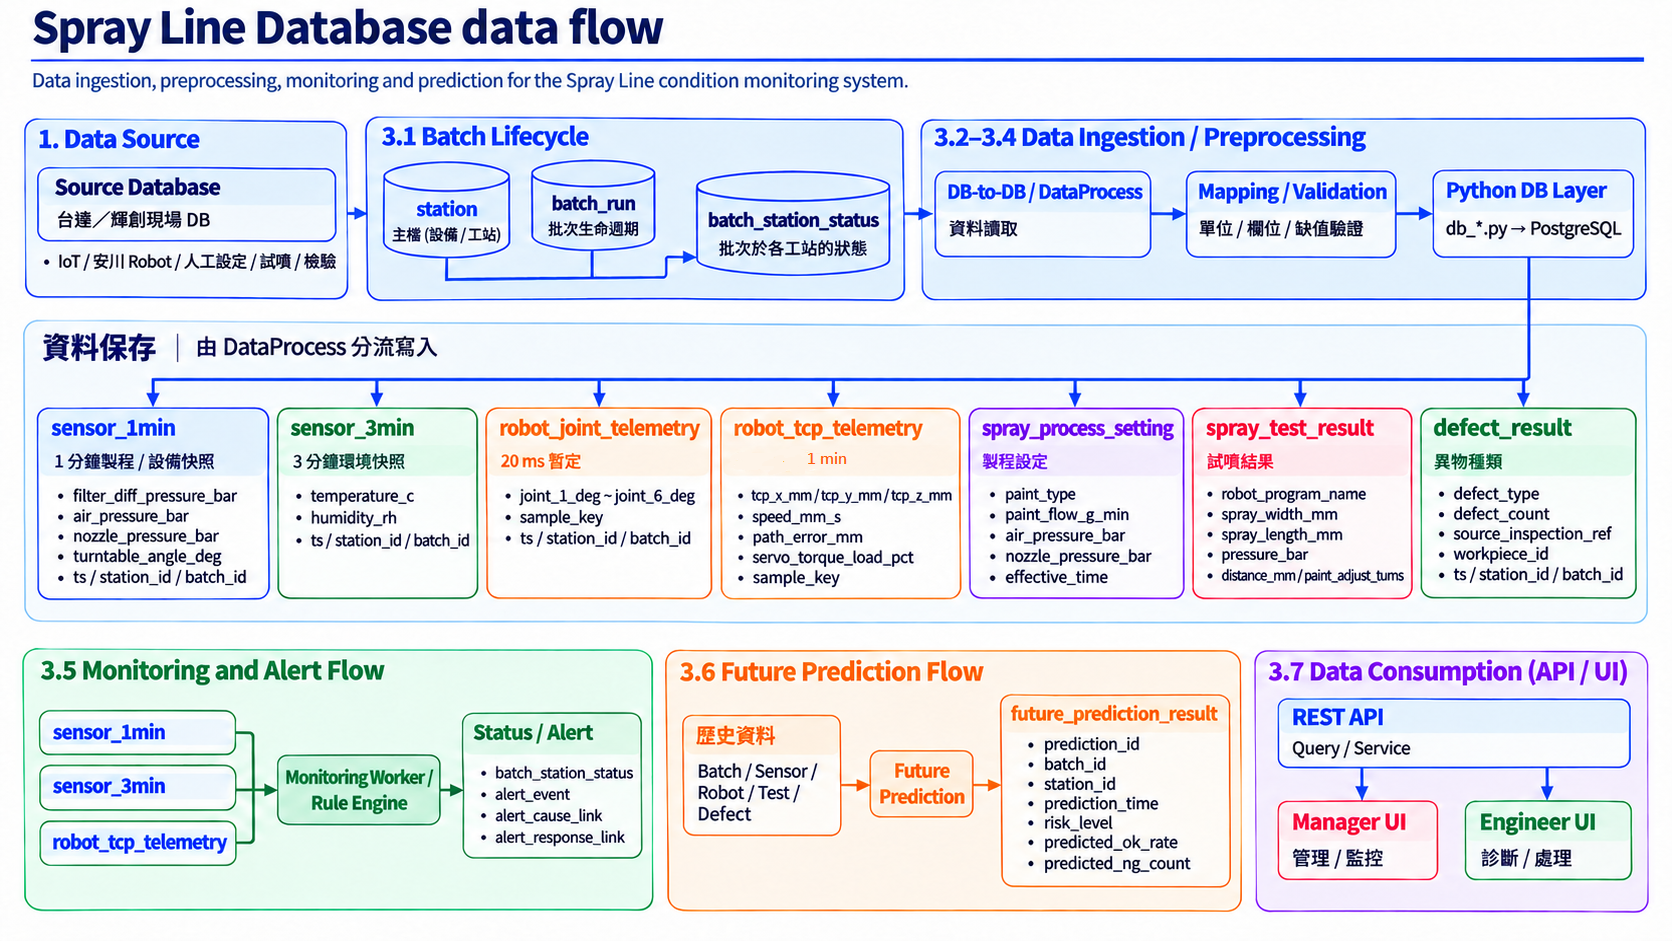 Spray Line Database data flow
Data ingestion, preprocessing, monitoring and prediction for the Spray Line condition monitoring system.
1. Data Source
Source Database
台達／輝創現場 DB
• IoT / 安川 Robot / 人工設定 / 試噴 / 檢驗
3.1 Batch Lifecycle
station
主檔 (設備 / 工站)
batch_run
批次生命週期
batch_station_status
批次於各工站的狀態
3.2–3.4 Data Ingestion / Preprocessing
DB-to-DB / DataProcess
資料讀取
Mapping / Validation
單位 / 欄位 / 缺值驗證
Python DB Layer
db_*.py → PostgreSQL
資料保存 | 由 DataProcess 分流寫入
sensor_1min
1 分鐘製程 / 設備快照
• filter_diff_pressure_bar
• air_pressure_bar
• nozzle_pressure_bar
• turntable_angle_deg
• ts / station_id / batch_id
sensor_3min
3 分鐘環境快照
• temperature_c
• humidity_rh
• ts / station_id / batch_id
robot_joint_telemetry
20 ms 暫定
• joint_1_deg ~ joint_6_deg
• sample_key
• ts / station_id / batch_id
robot_tcp_telemetry
1 min
• tcp_x_mm / tcp_y_mm / tcp_z_mm
• speed_mm_s
• path_error_mm
• servo_torque_load_pct
• sample_key
spray_process_setting
製程設定
• paint_type
• paint_flow_g_min
• air_pressure_bar
• nozzle_pressure_bar
• effective_time
spray_test_result
試噴結果
• robot_program_name
• spray_width_mm
• spray_length_mm
• pressure_bar
• distance_mm / paint_adjust_turns
defect_result
異物種類
• defect_type
• defect_count
• source_inspection_ref
• workpiece_id
• ts / station_id / batch_id
3.5 Monitoring and Alert Flow
sensor_1min
sensor_3min
robot_tcp_telemetry
Monitoring Worker /
Rule Engine
Status / Alert
• batch_station_status
• alert_event
• alert_cause_link
• alert_response_link
3.6 Future Prediction Flow
歷史資料
Batch / Sensor /
Robot / Test /
Defect
Future
Prediction
future_prediction_result
• prediction_id
• batch_id
• station_id
• prediction_time
• risk_level
• predicted_ok_rate
• predicted_ng_count
3.7 Data Consumption (API / UI)
REST API
Query / Service
Manager UI
管理 / 監控
Engineer UI
診斷 / 處理